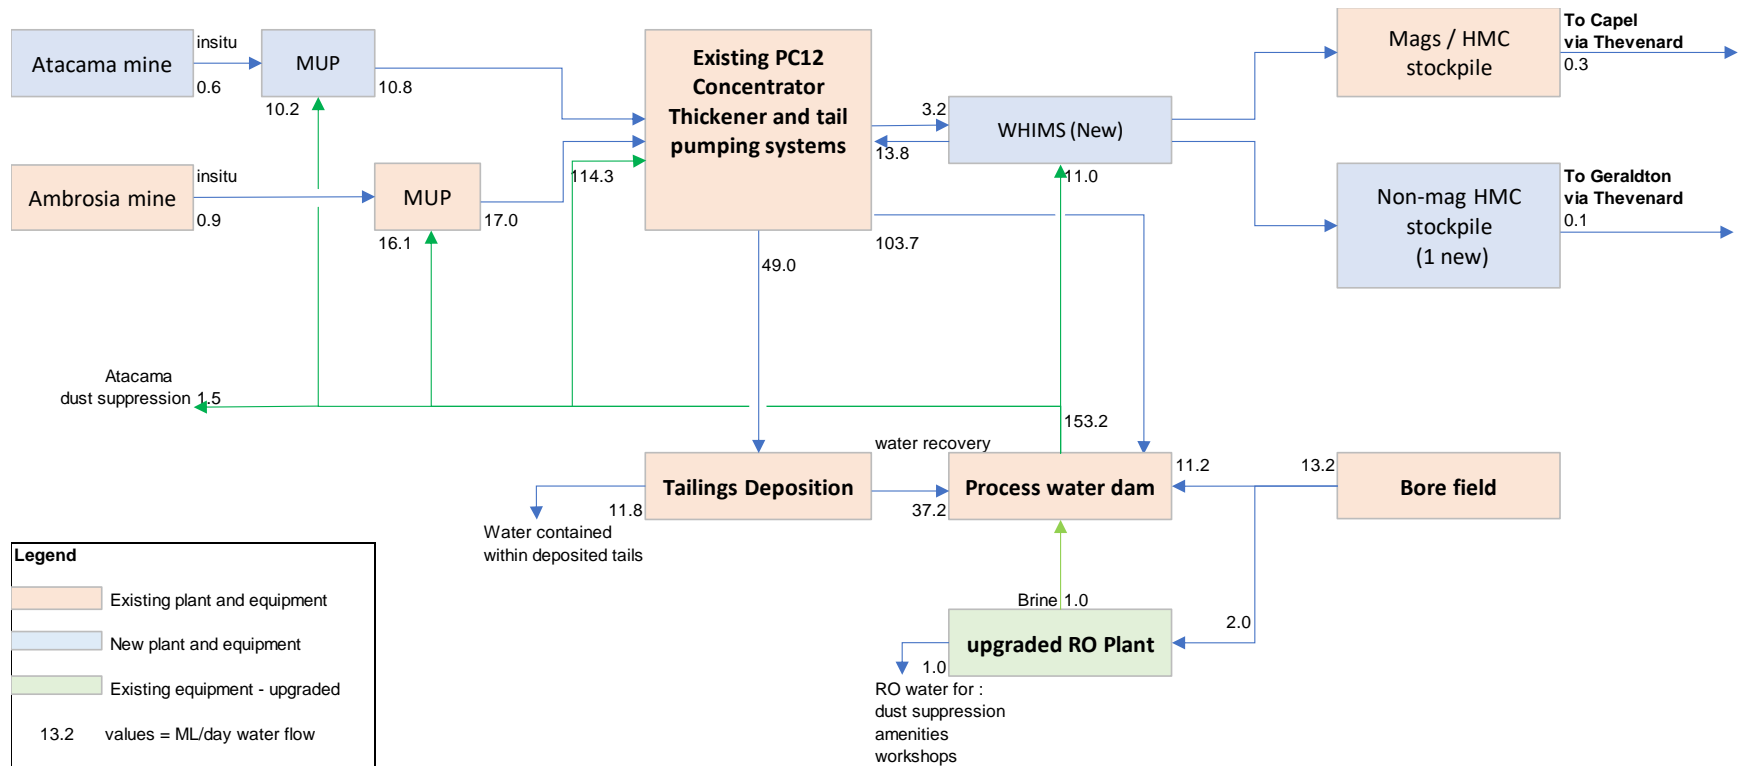 Atacama mine
insitu
0.6
MUP
10.2
10.8
Existing PC12
Concentrator
Thickener and tail
pumping systems
3.2
13.8
WHIMS (New)
11.0
Mags / HMC
stockpile
To Capel
via Thevenard
0.3
Ambrosia mine
insitu
0.9
MUP
16.1
17.0
114.3
103.7
49.0
Non-mag HMC
stockpile
(1 new)
To Geraldton
via Thevenard
0.1
Atacama
dust suppression 1.5
153.2
water recovery
Tailings Deposition
11.8
37.2
Process water dam
11.2
13.2
Bore field
Water contained
within deposited tails
Brine 1.0
2.0
upgraded RO Plant
1.0
RO water for :
dust suppression
amenities
workshops
Legend
Existing plant and equipment
New plant and equipment
Existing equipment - upgraded
13.2 values = ML/day water flow